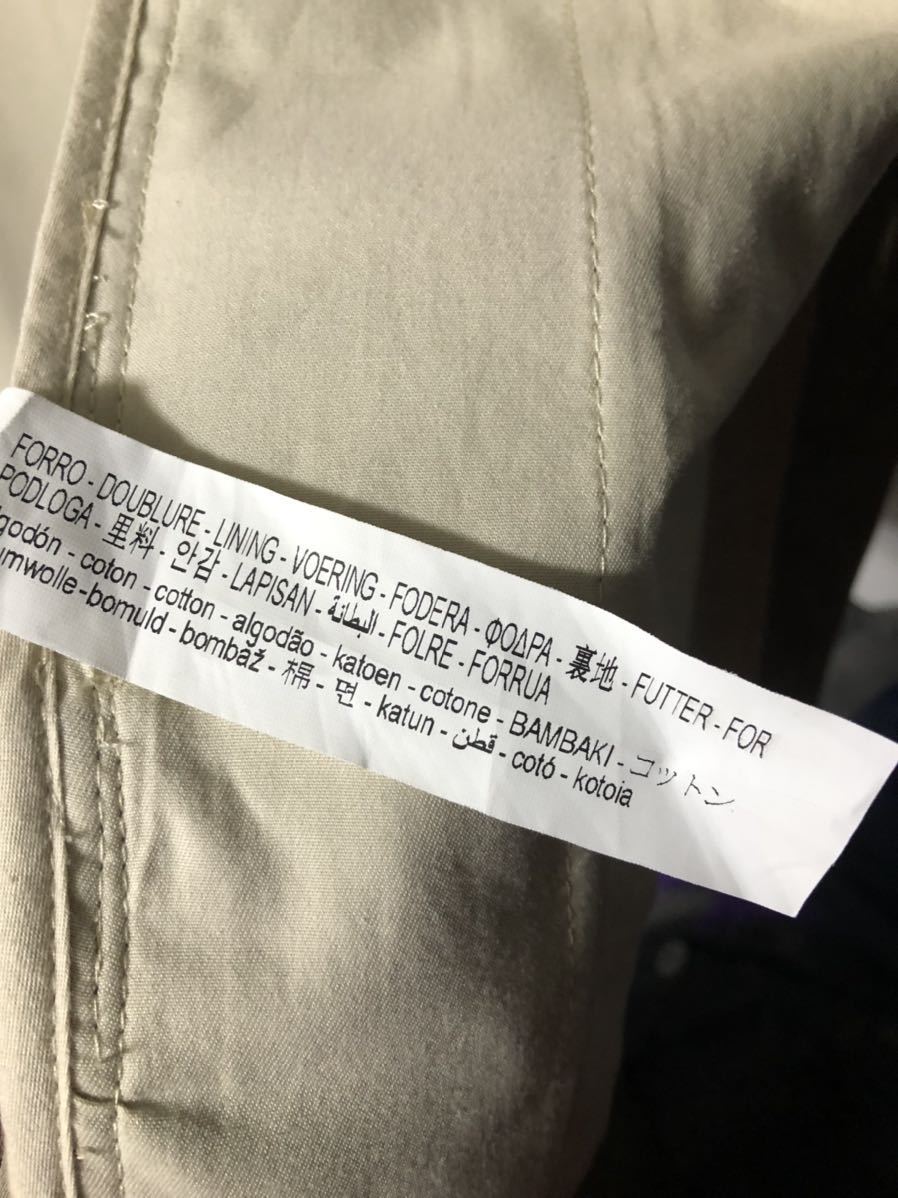 FORRO - DOUBLURE - LINING - VOERING - FODERA - ΦΟΔΡΑ - 裏地 - FUTTER - FOR
PODLOGA - 里料 - 안감 - LAPISAN - البطانة - FOLRE - FORRUA
lgodón - coton - cotton - algodão - katoen - cotone - BAMBAKI - コットン
umwolle - bomuld - bombaž - 棉 - 면 - katun - قطن - cotó - kotoia